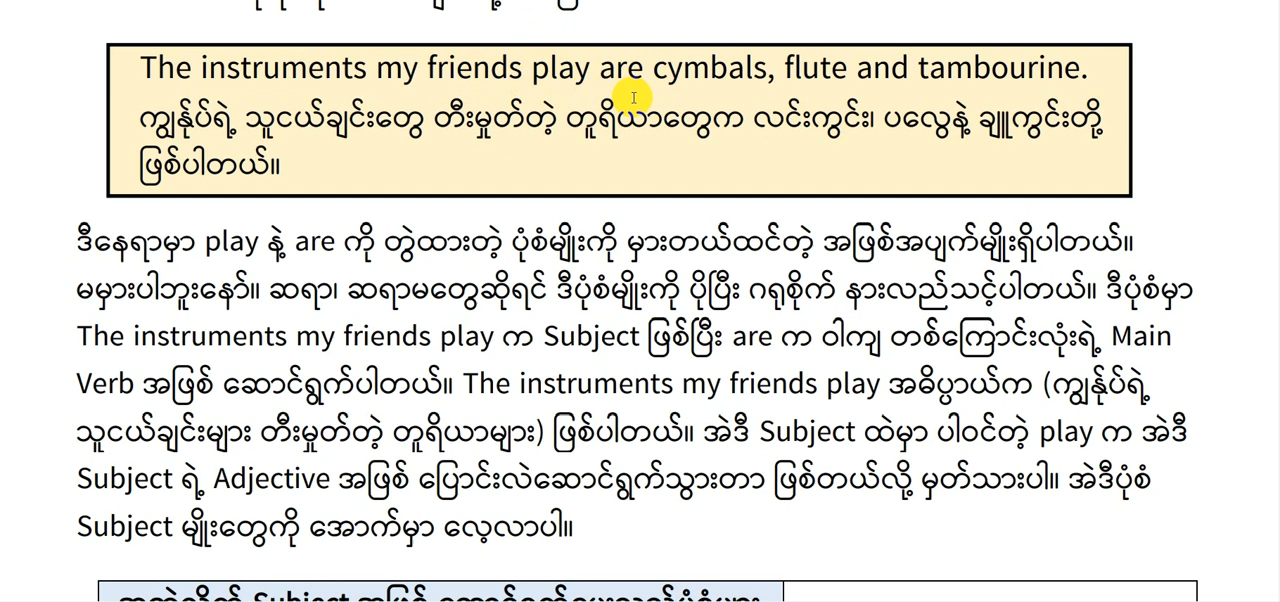 The instruments my friends play are cymbals, flute and tambourine.
ကျွန်ုပ်ရဲ့ သူငယ်ချင်းတွေ တီးမှုတ်တဲ့ တူရိယာတွေက လင်းကွင်း၊ ပလွေနဲ့ ချူကွင်းတို့
ဖြစ်ပါတယ်။
ဒီနေရာမှာ play နဲ့ are ကို တွဲထားတဲ့ ပုံစံမျိုးကို မှားတယ်ထင်တဲ့ အဖြစ်အပျက်မျိုးရှိပါတယ်။
မမှားပါဘူးနော်။ ဆရာ၊ ဆရာမတွေဆိုရင် ဒီပုံစံမျိုးကို ပိုပြီး ဂရုစိုက် နားလည်သင့်ပါတယ်။ ဒီပုံစံမှာ
The instruments my friends play က Subject ဖြစ်ပြီး are က ဝါကျ တစ်ကြောင်းလုံးရဲ့ Main
Verb အဖြစ် ဆောင်ရွက်ပါတယ်။ The instruments my friends play အဓိပ္ပာယ်က (ကျွန်ုပ်ရဲ့
သူငယ်ချင်းများ တီးမှုတ်တဲ့ တူရိယာများ) ဖြစ်ပါတယ်။ အဲဒီ Subject ထဲမှာ ပါဝင်တဲ့ play က အဲဒီ
Subject ရဲ့ Adjective အဖြစ် ပြောင်းလဲဆောင်ရွက်သွားတာ ဖြစ်တယ်လို့ မှတ်သားပါ။ အဲဒီပုံစံ
Subject မျိုးတွေကို အောက်မှာ လေ့လာပါ။
Subject